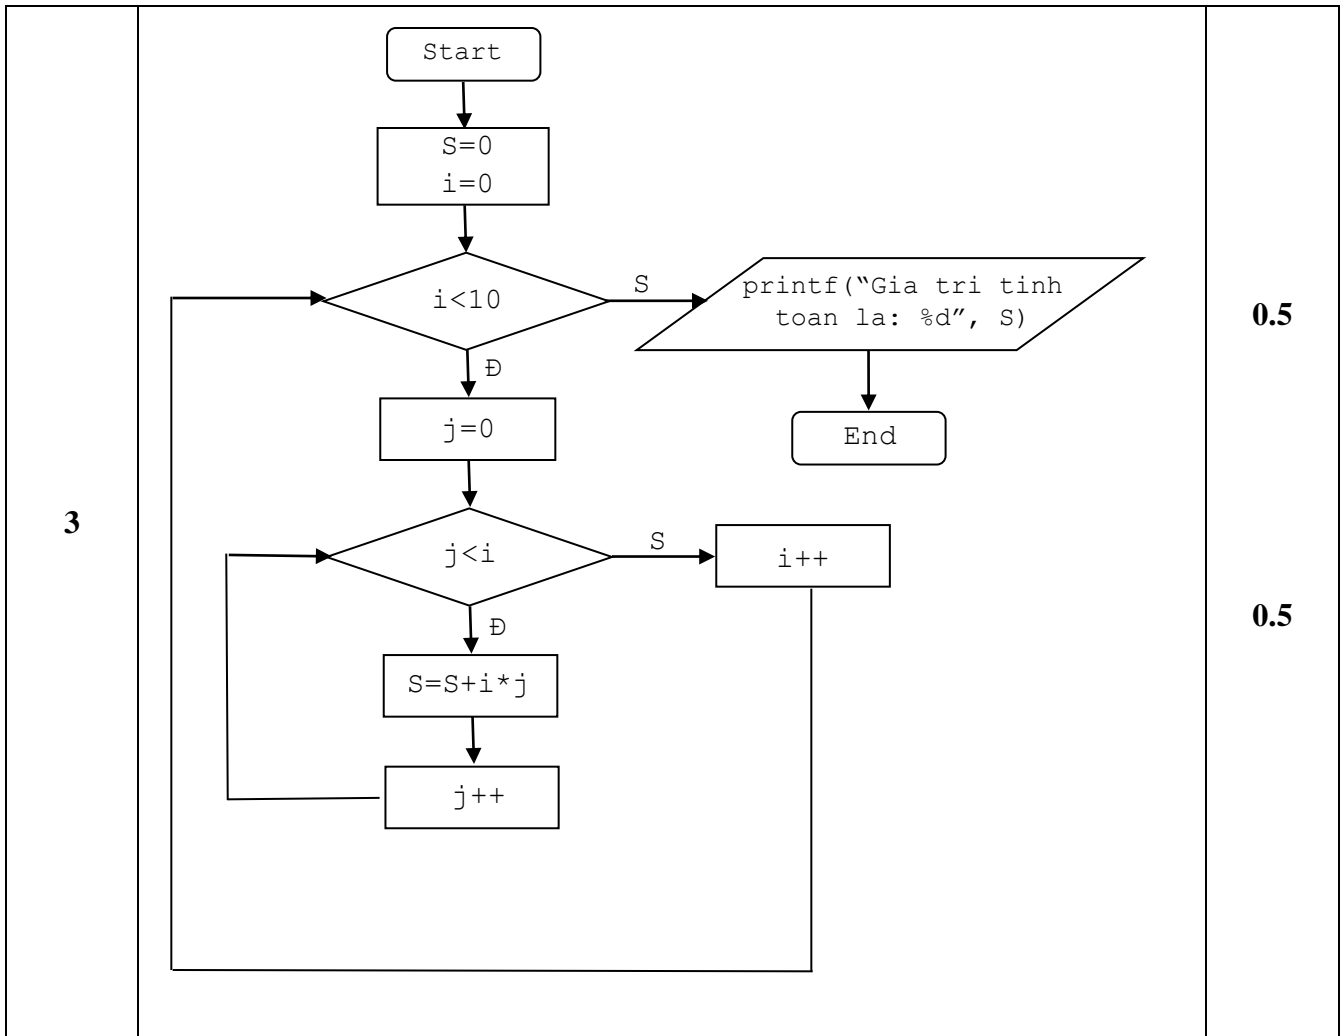 3
Start
S=0
i=0
i<10
S
printf(“Gia tri tinh
toan la: %d”, S)
Đ
j=0
End
j<i
S
i++
Đ
S=S+i*j
j++
0.5
0.5